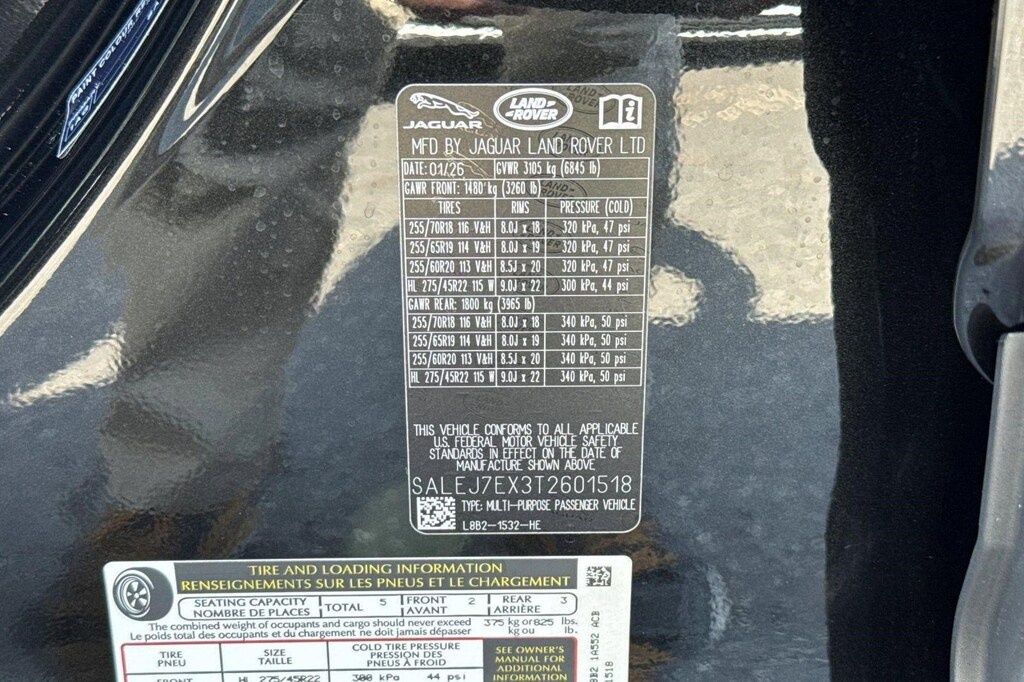 PAINT COLOUR
JAGUAR
LAND-
ROVER
MFD BY JAGUAR LAND ROVER LTD
DATE: 01/26 GVWR 3105 kg (6845 lb)
GAWR FRONT: 1480 kg (3260 lb)
TIRES RIMS PRESSURE (COLD)
255/70R18 116 V&H 8.0J x 18 320 kPa, 47 psi
255/65R19 114 V&H 8.0J x 19 320 kPa, 47 psi
255/60R20 113 V&H 8.5J x 20 320 kPa, 47 psi
HL 275/45R22 115 W 9.0J x 22 300 kPa, 44 psi
GAWR REAR: 1800 kg (3965 lb)
255/70R18 116 V&H 8.0J x 18 340 kPa, 50 psi
255/65R19 114 V&H 8.0J x 19 340 kPa, 50 psi
255/60R20 113 V&H 8.5J x 20 340 kPa, 50 psi
HL 275/45R22 115 W 9.0J x 22 340 kPa, 50 psi
THIS VEHICLE CONFORMS TO ALL APPLICABLE
U.S. FEDERAL MOTOR VEHICLE SAFETY
STANDARDS IN EFFECT ON THE DATE OF
MANUFACTURE SHOWN ABOVE
SALEJ7EX3T2601518
TYPE: MULTI-PURPOSE PASSENGER VEHICLE
L8B2-1532-HE
TIRE AND LOADING INFORMATION
RENSEIGNEMENTS SUR LES PNEUS ET LE CHARGEMENT
SEATING CAPACITY TOTAL 5 FRONT 2 REAR 3
NOMBRE DE PLACES AVANT ARRIÈRE
The combined weight of occupants and cargo should never exceed 375 kg or 825 lbs.
Le poids total des occupants et du chargement ne doit jamais dépasser kg ou lb.
TIRE SIZE COLD TIRE PRESSURE SEE OWNER'S
PNEU TAILLE PRESSION DES MANUAL FOR
PNEUS À FROID ADDITIONAL
INFORMATION
FRONT HL 275/45R22 300 kPa 44 psi
1A552 ACB
1518